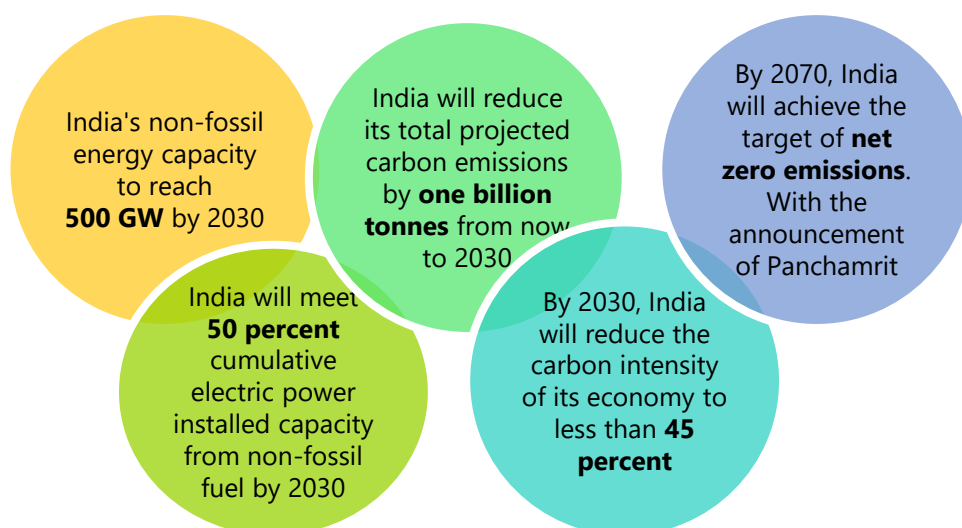 India's non-fossil
energy capacity
to reach
500 GW by 2030
India will meet
50 percent
cumulative
electric power
installed capacity
from non-fossil
fuel by 2030
India will reduce
its total projected
carbon emissions
by one billion
tonnes from now
to 2030
By 2030, India
will reduce the
carbon intensity
of its economy to
less than 45
percent
By 2070, India
will achieve the
target of net
zero emissions.
With the
announcement
of Panchamrit